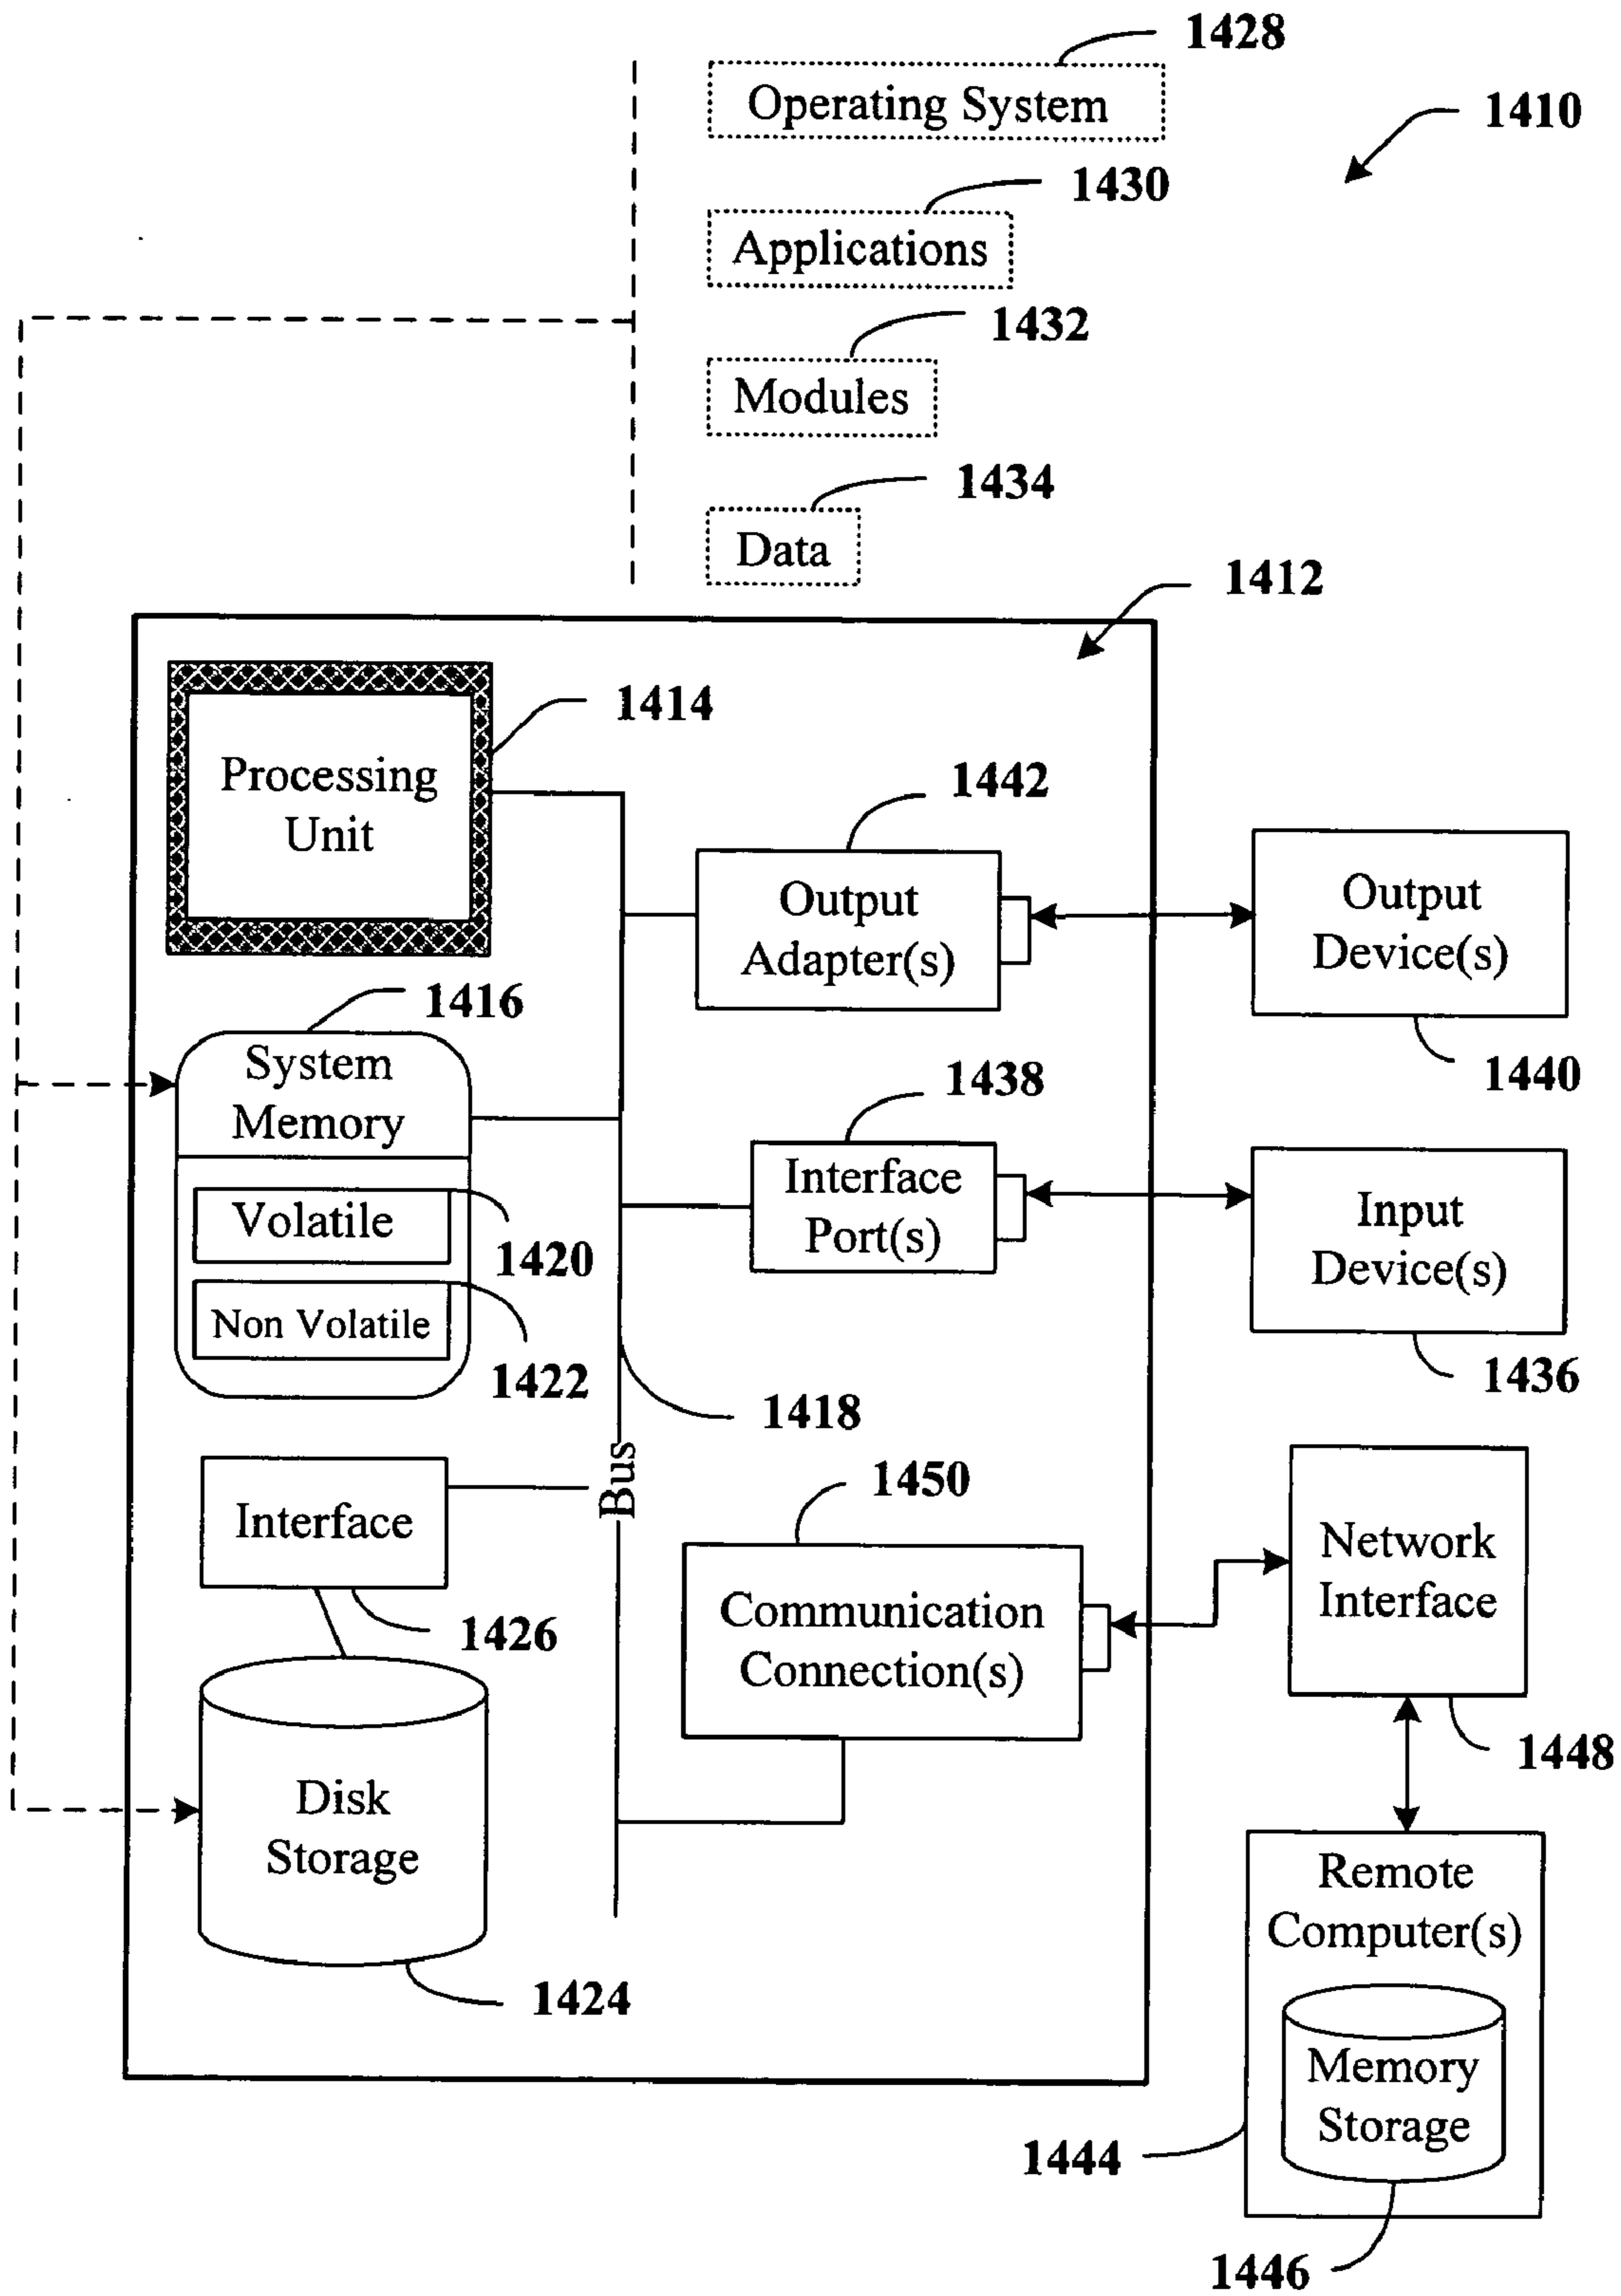 1428
Operating System
1410
1430
Applications
1432
Modules
1434
Data
1412
1414
Processing
Unit
1442
Output
Adapter(s)
Output
Device(s)
1440
1416
System
Memory
1438
Interface
Port(s)
Input
Device(s)
1436
Volatile
1420
Non Volatile
1422
1418
Bus
1450
Interface
1426
Communication
Connection(s)
Network
Interface
1448
Disk
Storage
1424
Remote
Computer(s)
Memory
Storage
1444
1446